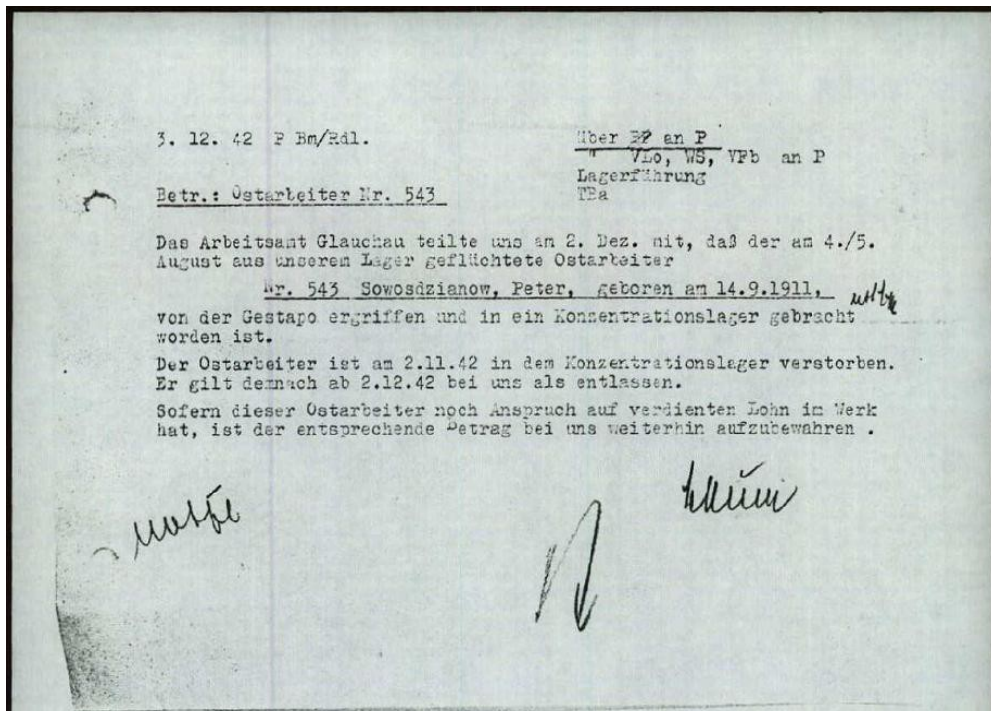 3. 12. 42 P Bm/Rdl.
über PP an P
" VLo, WS, VPb an P
Lagerführung
TBa
Betr.: Ostarbeiter Nr. 543
Das Arbeitsamt Glauchau teilte uns am 2. Dez. mit, daß der am 4./5.
August aus unserem Lager geflüchtete Ostarbeiter
Nr. 543 Sowosdzianow, Peter, geboren am 14.9.1911,
von der Gestapo ergriffen und in ein Konzentrationslager gebracht
worden ist.
Der Ostarbeiter ist am 2.11.42 in dem Konzentrationslager verstorben.
Er gilt demnach ab 2.12.42 bei uns als entlassen.
Sofern dieser Ostarbeiter noch Anspruch auf verdienten Lohn im Werk
hat, ist der entsprechende Betrag bei uns weiterhin aufzubewahren .